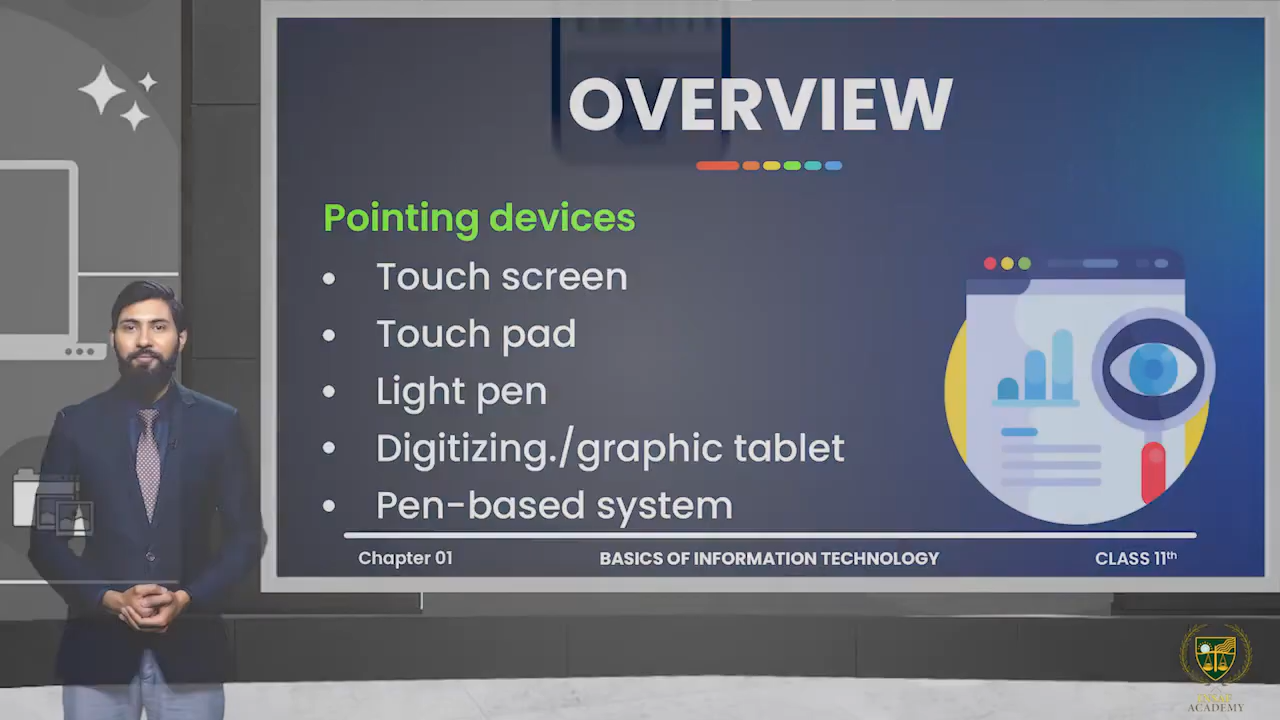 OVERVIEW
Pointing devices
• Touch screen
• Touch pad
• Light pen
• Digitizing./graphic tablet
• Pen-based system
Chapter 01 BASICS OF INFORMATION TECHNOLOGY CLASS 11th
ACADEMY